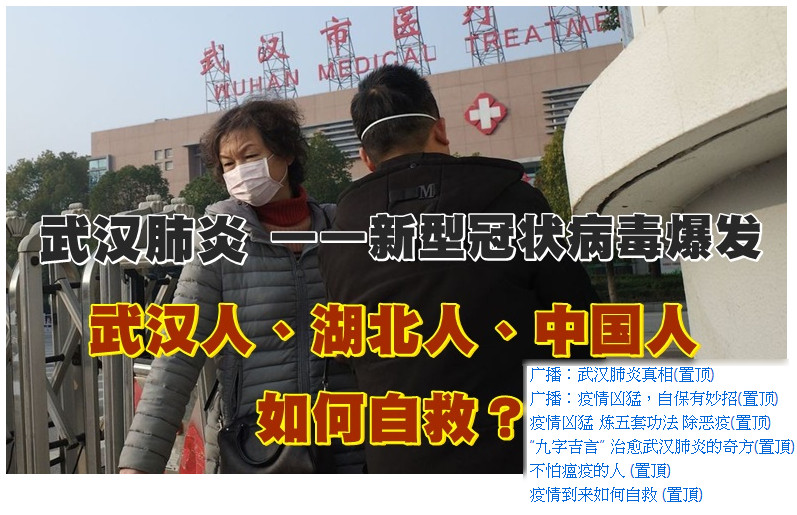 武汉市医疗
WUHAN MEDICAL TREATME
M
武汉肺炎 一一新型冠状病毒爆发
武汉人、湖北人、中国人
如何自救？
广播：武汉肺炎真相(置顶)
广播：疫情凶猛，自保有妙招(置顶)
疫情凶猛 炼五套功法 除恶疫(置顶)
“九字吉言” 治愈武汉肺炎的奇方(置頂)
不怕瘟疫的人 (置頂)
疫情到来如何自救 (置頂)